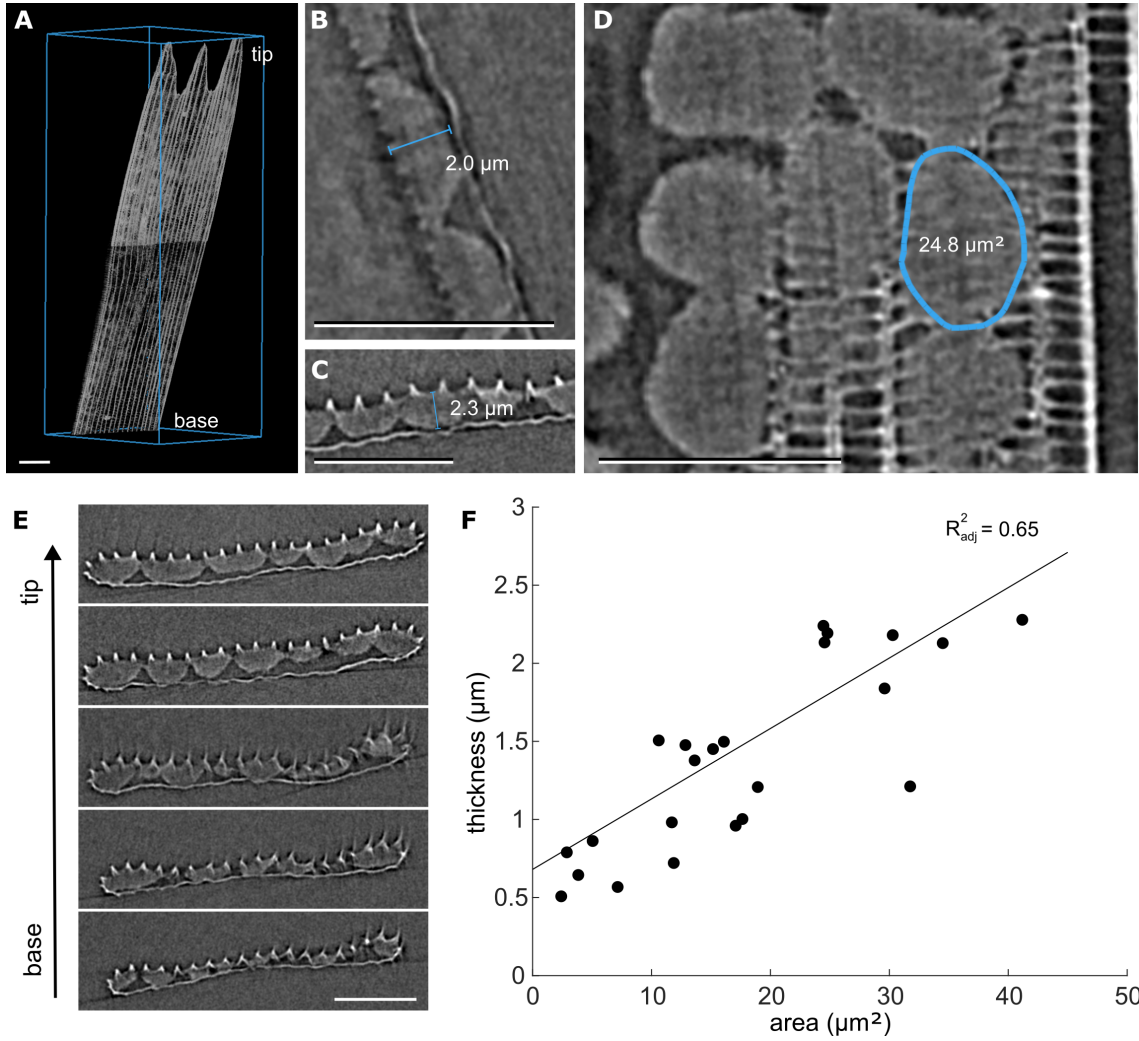 A
tip
base
B
2.0 µm
C
2.3 µm
D
24.8 µm²
E
tip
base
F
R²adj = 0.65
3
2.5
2
1.5
1
0.5
0
thickness (µm)
0 10 20 30 40 50
area (µm²)